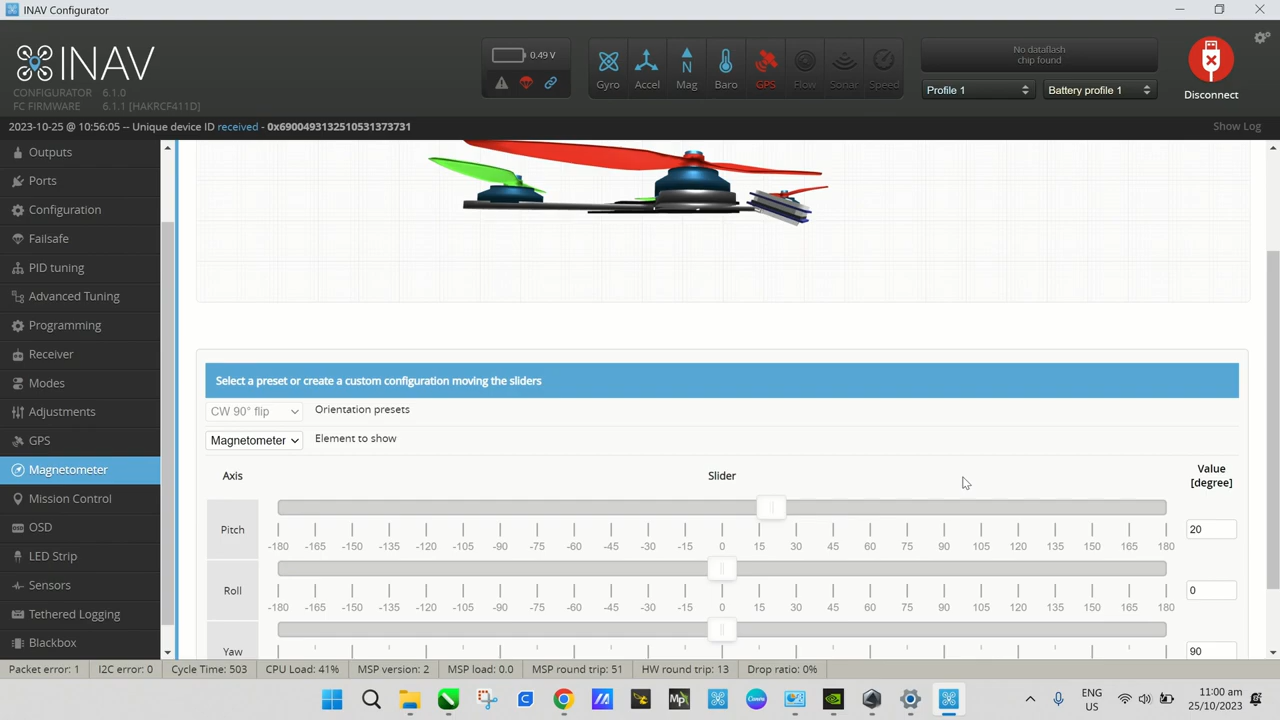 INAV Configurator
INAV
CONFIGURATOR 6.1.0
FC FIRMWARE 6.1.1 [HAKRCF411D]
0.49 V
Gyro Accel Mag Baro GPS Flow Sonar Speed
No dataflash
chip found
Profile 1
Battery profile 1
Disconnect
2023-10-25 @ 10:56:05 -- Unique device ID received - 0x6900493132510531373731
Show Log
Outputs
Ports
Configuration
Failsafe
PID tuning
Advanced Tuning
Programming
Receiver
Modes
Adjustments
GPS
Magnetometer
Mission Control
OSD
LED Strip
Sensors
Tethered Logging
Blackbox
Select a preset or create a custom configuration moving the sliders
CW 90° flip Orientation presets
Magnetometer Element to show
Axis Slider Value
[degree]
Pitch 20
-180 -165 -150 -135 -120 -105 -90 -75 -60 -45 -30 -15 0 15 30 45 60 75 90 105 120 135 150 165 180
Roll 0
-180 -165 -150 -135 -120 -105 -90 -75 -60 -45 -30 -15 0 15 30 45 60 75 90 105 120 135 150 165 180
Yaw 90
Packet error: 1 I2C error: 0 Cycle Time: 503 CPU Load: 41% MSP version: 2 MSP load: 0.0 MSP round trip: 51 HW round trip: 13 Drop ratio: 0%
ENG
US
11:00 am
25/10/2023